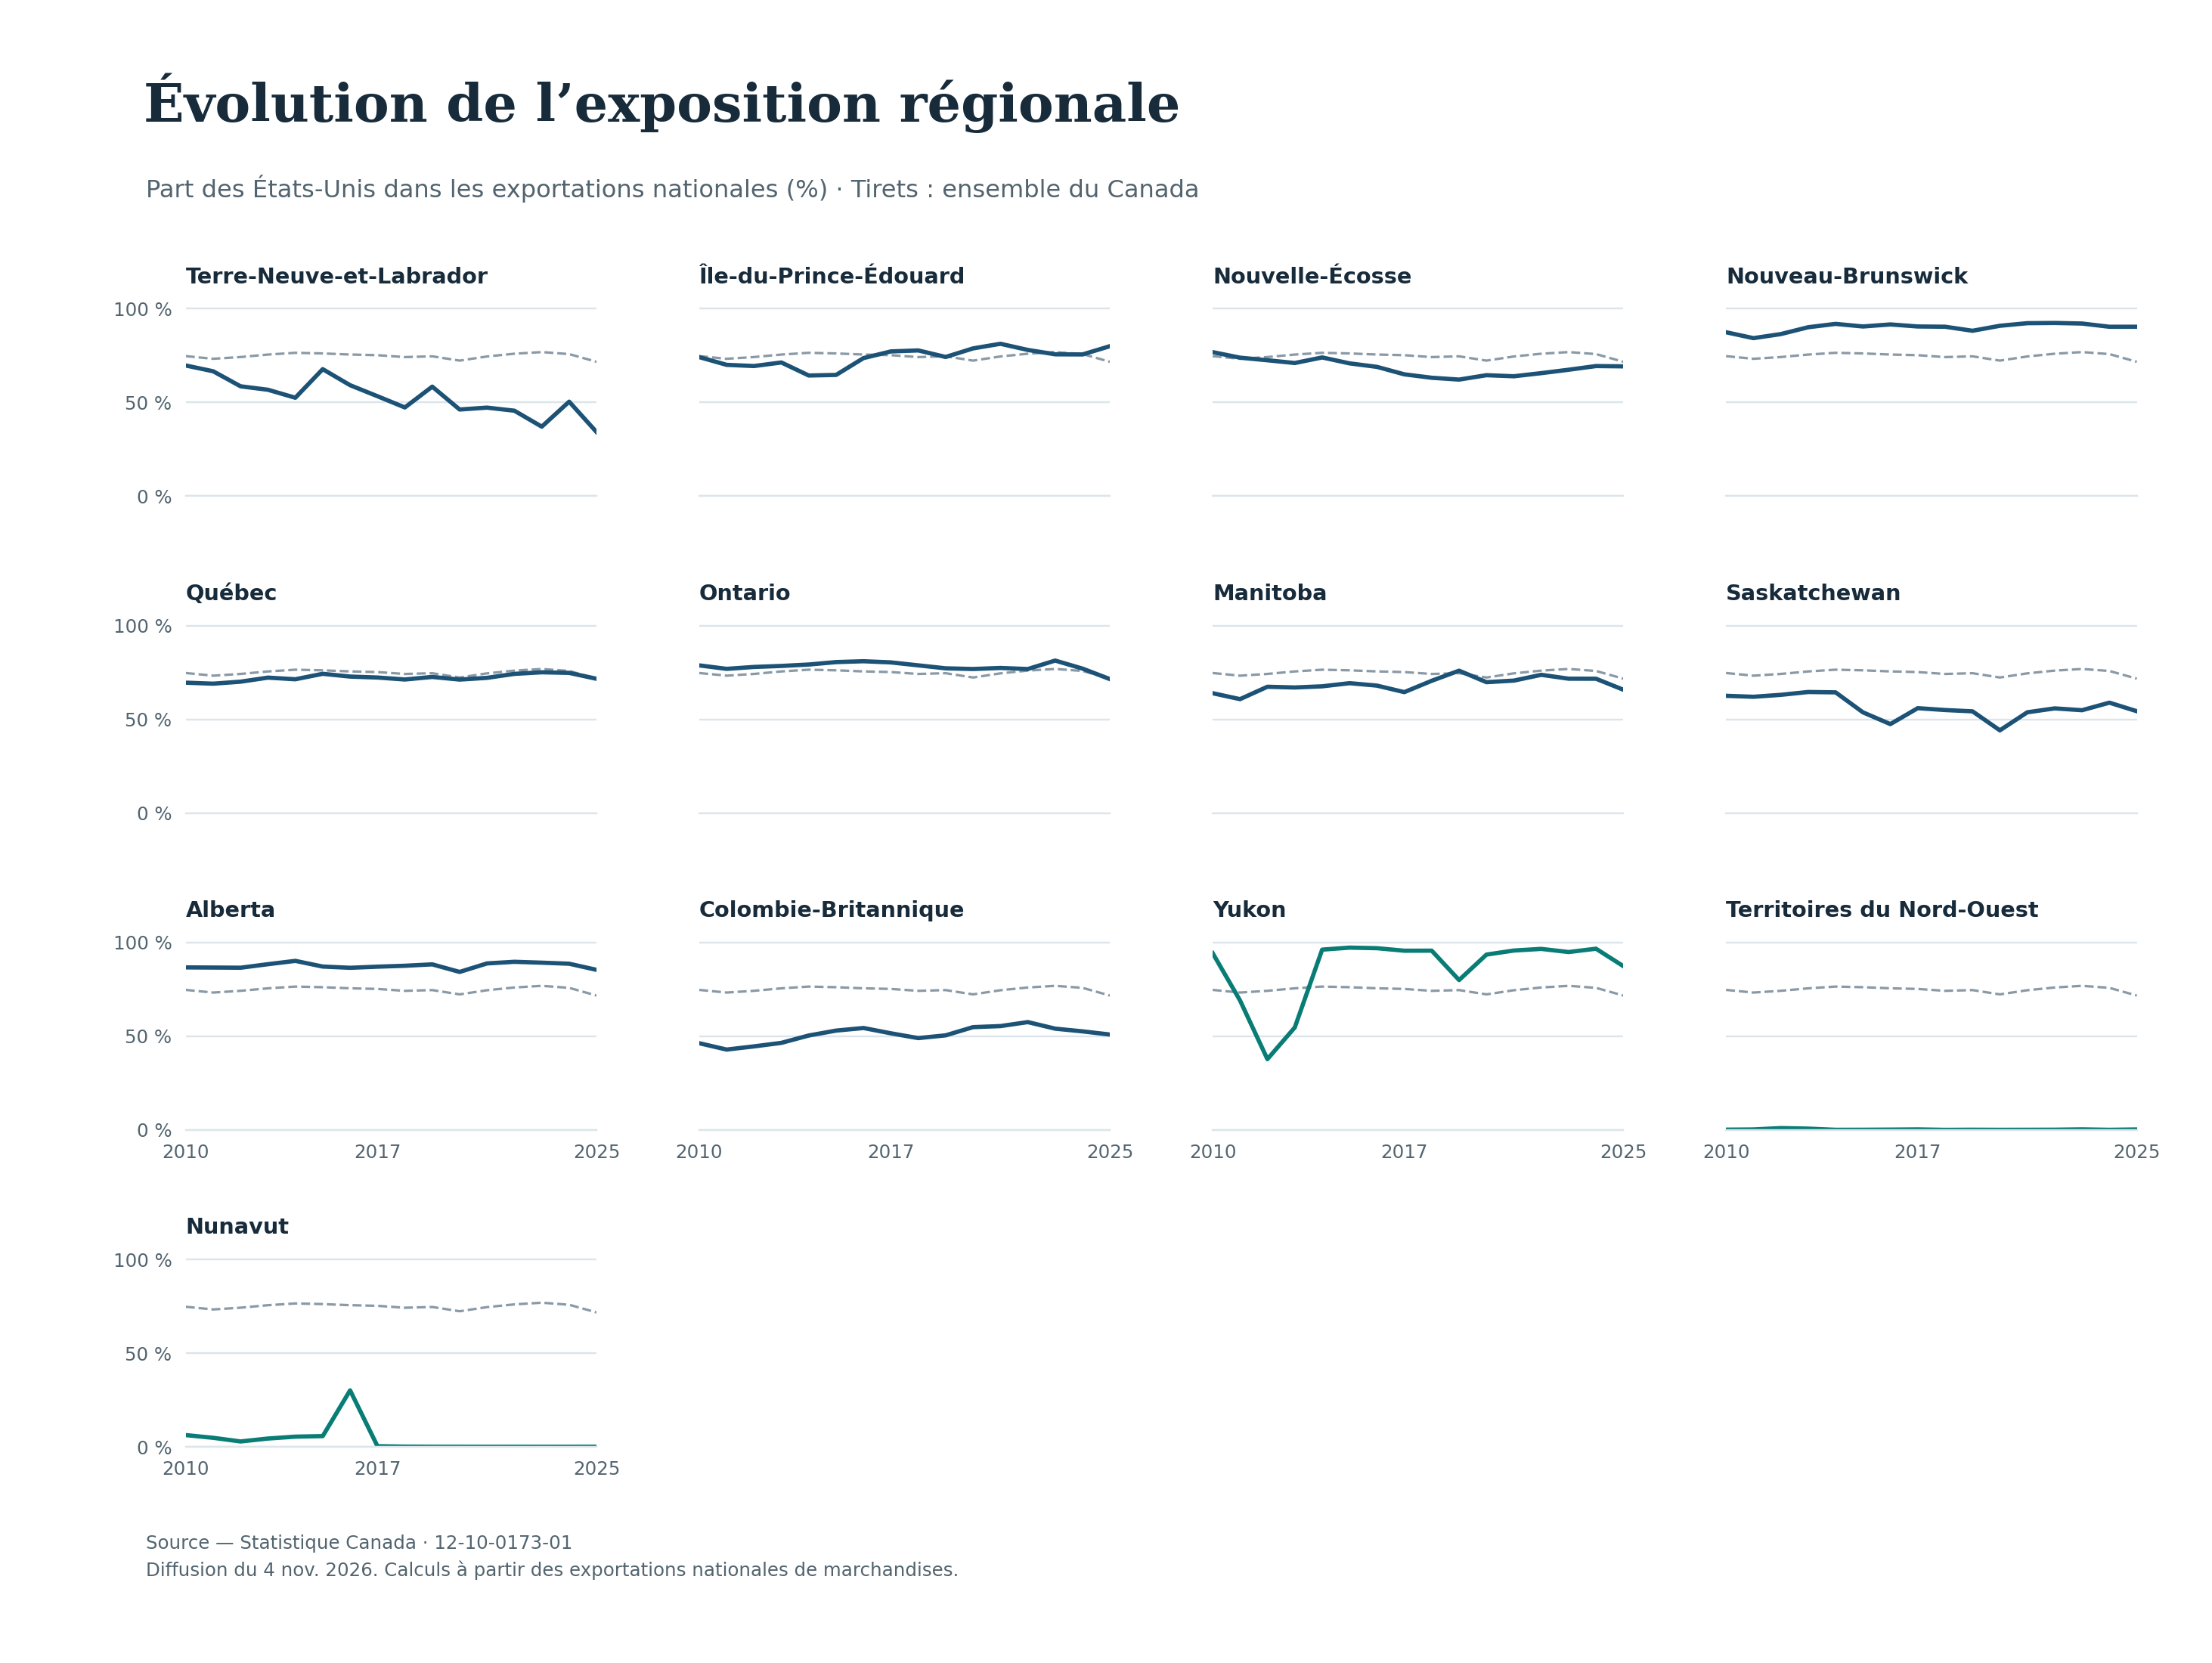 Évolution de l’exposition régionale
Part des États-Unis dans les exportations nationales (%) · Tirets : ensemble du Canada
Terre-Neuve-et-Labrador
Île-du-Prince-Édouard
Nouvelle-Écosse
Nouveau-Brunswick
100 %
50 %
0 %
Québec
Ontario
Manitoba
Saskatchewan
100 %
50 %
0 %
Alberta
Colombie-Britannique
Yukon
Territoires du Nord-Ouest
100 %
50 %
0 %
2010 2017 2025 2010 2017 2025 2010 2017 2025 2010 2017 2025
Nunavut
100 %
50 %
0 %
2010 2017 2025
Source — Statistique Canada · 12-10-0173-01
Diffusion du 4 nov. 2026. Calculs à partir des exportations nationales de marchandises.